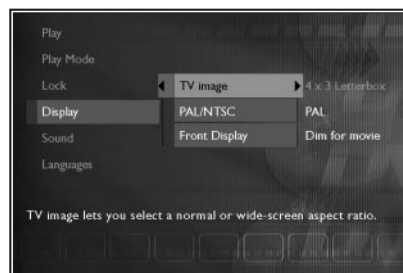 Play
Play Mode
Lock
TV image
4 x 3 Letterbox
Display
PAL/NTSC
PAL
Sound
Front Display
Dim for movie
Languages
TV image lets you select a normal or wide-screen aspect ratio.